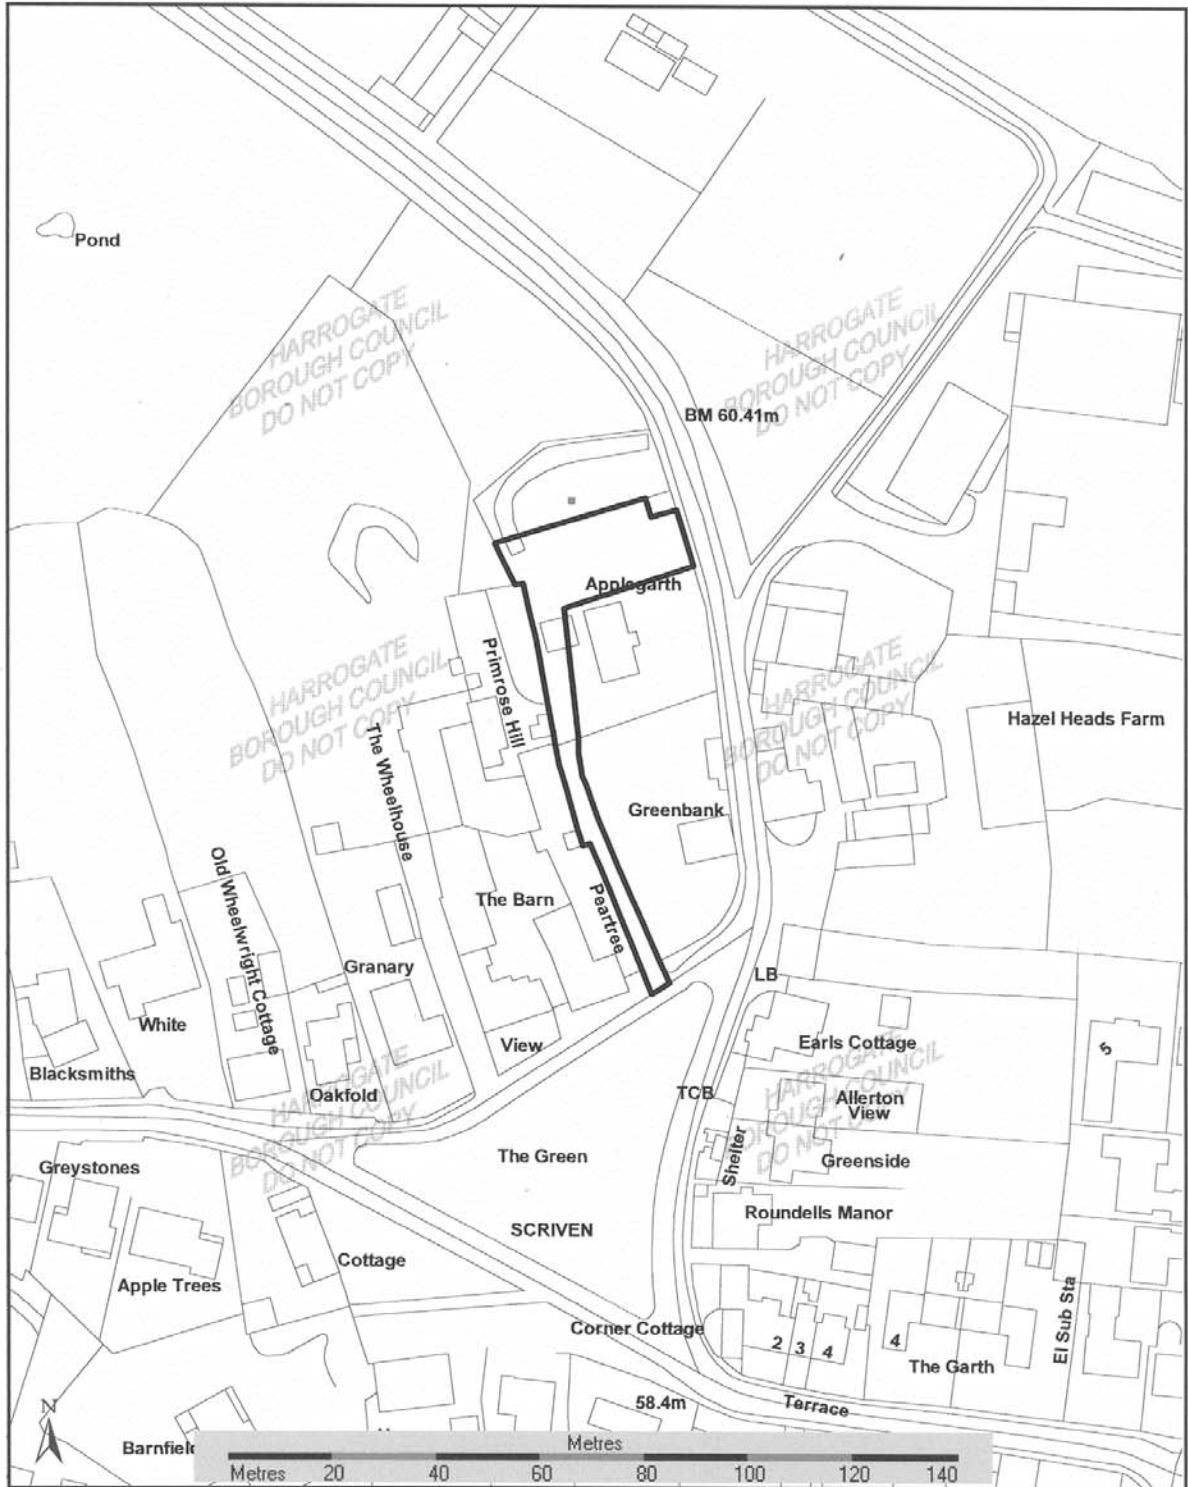 Pond
HARROGATE
BOROUGH COUNCIL
DO NOT COPY
HARROGATE
BOROUGH COUNCIL
DO NOT COPY
BM 60.41m
Applegarth
HARROGATE
BOROUGH COUNCIL
DO NOT COPY
Primrose Hill
HARROGATE
BOROUGH COUNCIL
DO NOT COPY
Hazel Heads Farm
The Wheelhouse
Greenbank
Old Wheelwright Cottage
The Barn
Peartree
Granary
LB
White
View
Earls Cottage
5
Blacksmiths
Oakfold
HARROGATE
BOROUGH COUNCIL
DO NOT COPY
TCB
HARROGATE
BOROUGH COUNCIL
DO NOT COPY
Allerton
View
Shelter
The Green
Greenside
Greystones
Roundells Manor
SCRIVEN
Cottage
Apple Trees
El Sub Sta
Corner Cottage
2 3 4
4
The Garth
58.4m
Terrace
N
Barnfield
Metres
Metres 20 40 60 80 100 120 140